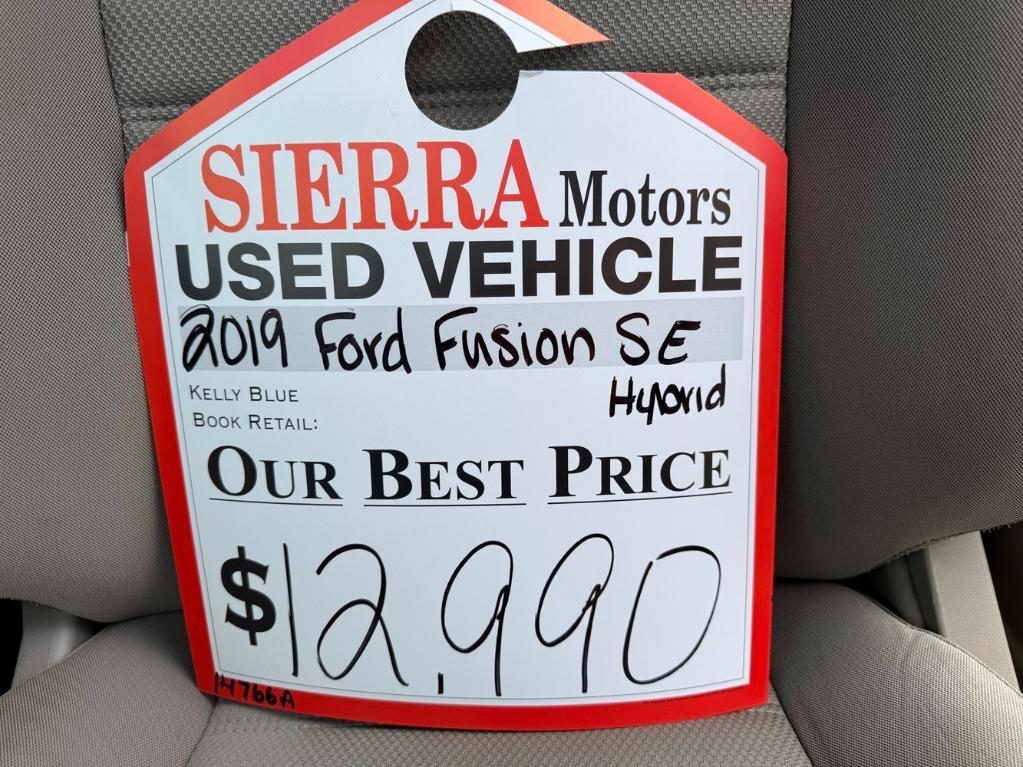 SIERRA Motors
USED VEHICLE
2019 Ford Fusion SE
Hybrid
KELLY BLUE
BOOK RETAIL:
OUR BEST PRICE
$12,990
14766A